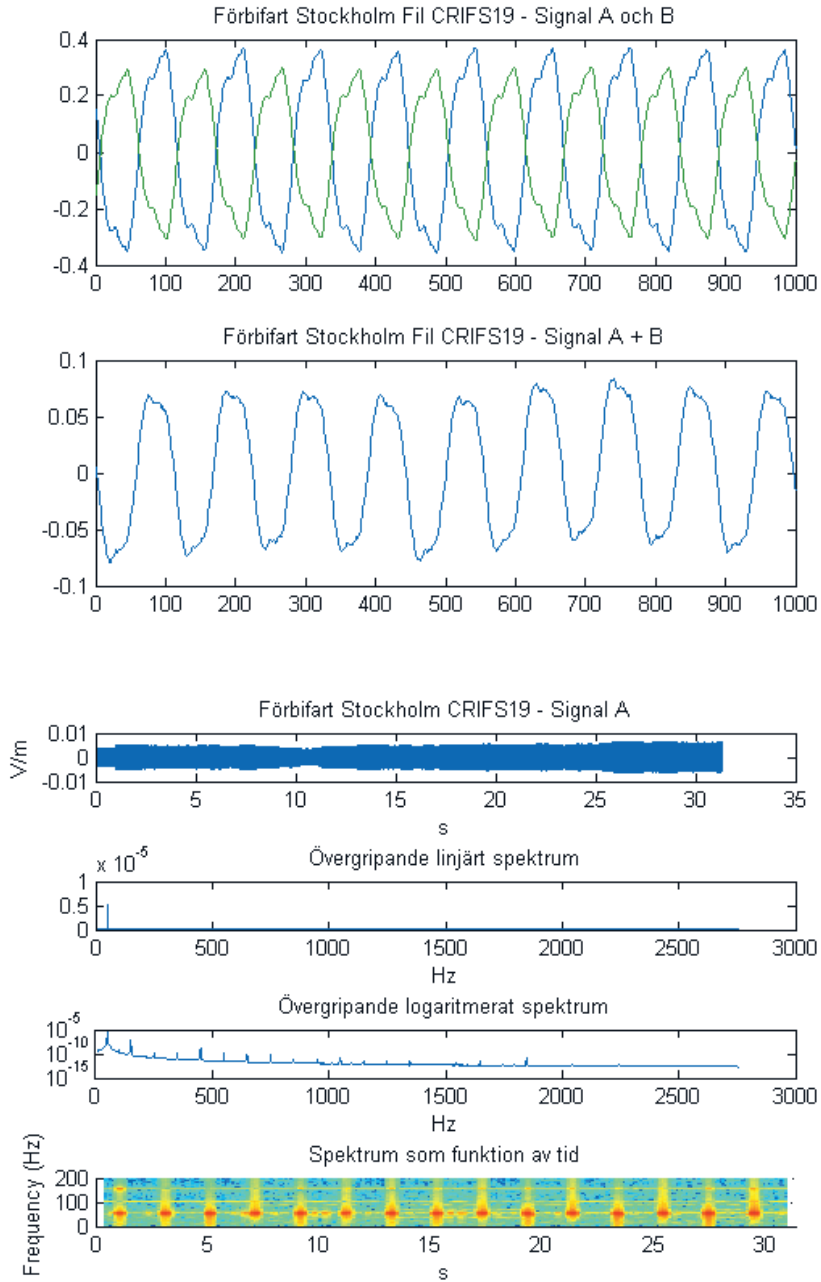 Förbifart Stockholm Fil CRIFS19 - Signal A och B
0.4
0.2
0
-0.2
-0.4
0 100 200 300 400 500 600 700 800 900 1000
Förbifart Stockholm Fil CRIFS19 - Signal A + B
0.1
0.05
0
-0.05
-0.1
0 100 200 300 400 500 600 700 800 900 1000
Förbifart Stockholm CRIFS19 - Signal A
V/m
0.01
0
-0.01
0 5 10 15 20 25 30 35
s
x 10^-5
Övergripande linjärt spektrum
1
0.5
0
0 500 1000 1500 2000 2500 3000
Hz
Övergripande logaritmerat spektrum
10^-5
10^-10
10^-15
0 500 1000 1500 2000 2500 3000
Hz
Spektrum som funktion av tid
Frequency (Hz)
200
100
0
0 5 10 15 20 25 30
s